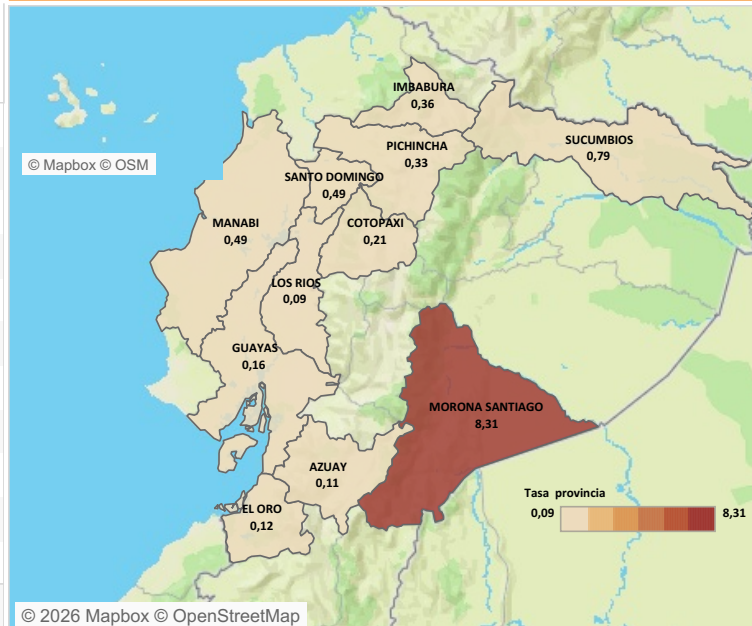 IMBABURA
0,36
PICHINCHA
0,33
SUCUMBIOS
0,79
© Mapbox © OSM
SANTO DOMINGO
0,49
MANABI
0,49
COTOPAXI
0,21
LOS RIOS
0,09
GUAYAS
0,16
MORONA SANTIAGO
8,31
AZUAY
0,11
EL ORO
0,12
Tasa provincia
0,09 8,31
© 2026 Mapbox © OpenStreetMap